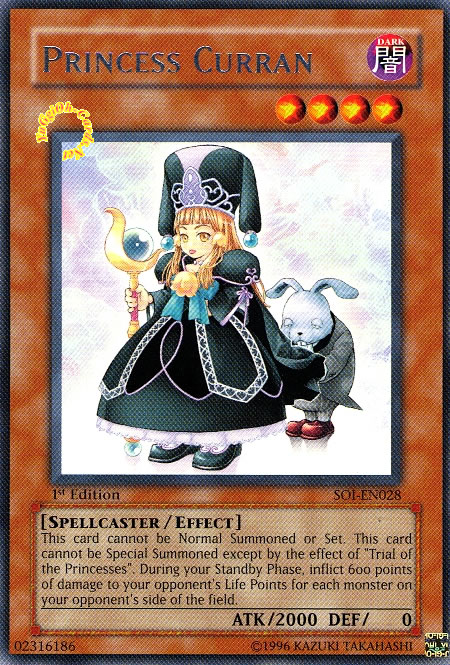 PRINCESS CURRAN
DARK
闇
1st Edition
SOI-EN028
[SPELLCASTER / EFFECT]
This card cannot be Normal Summoned or Set. This card
cannot be Special Summoned except by the effect of "Trial of
the Princesses". During your Standby Phase, inflict 600 points
of damage to your opponent's Life Points for each monster on
your opponent's side of the field.
ATK/2000 DEF/ 0
02316186
©1996 KAZUKI TAKAHASHI